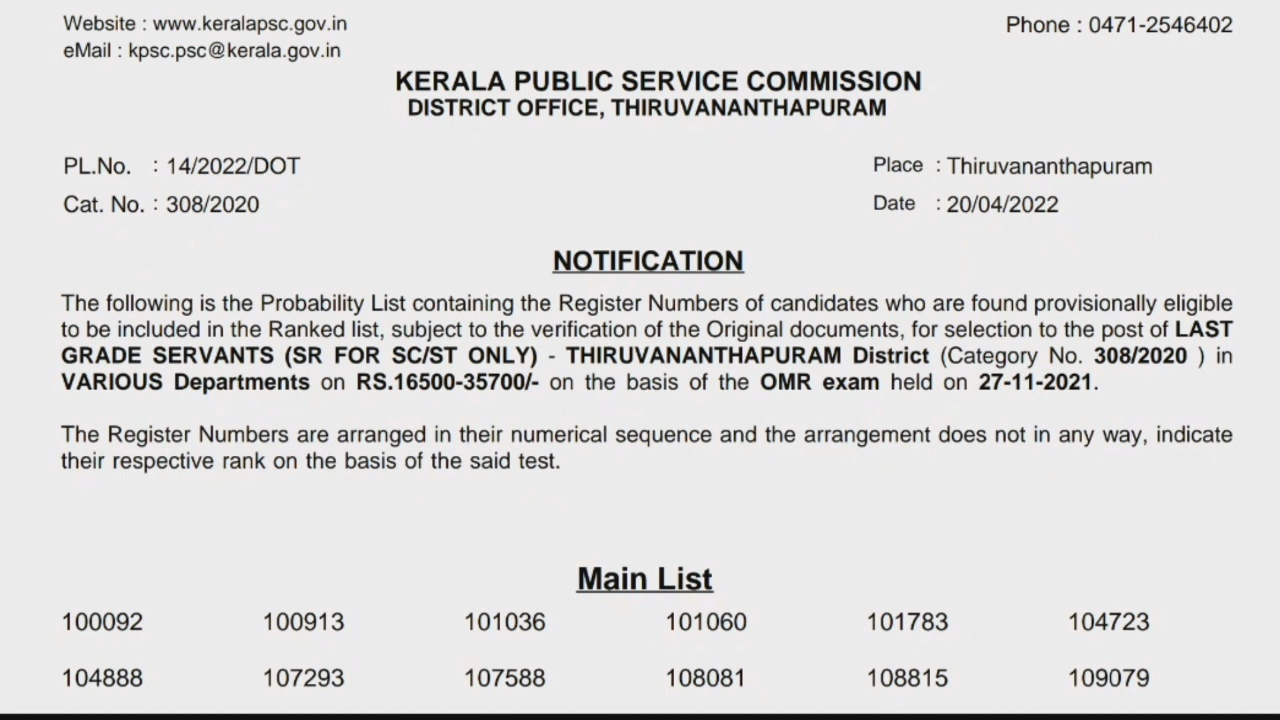 Website : www.keralapsc.gov.in
Phone : 0471-2546402
eMail : kpsc.psc@kerala.gov.in
KERALA PUBLIC SERVICE COMMISSION
DISTRICT OFFICE, THIRUVANANTHAPURAM
PL.No. : 14/2022/DOT
Place : Thiruvananthapuram
Cat. No. : 308/2020
Date : 20/04/2022
NOTIFICATION
The following is the Probability List containing the Register Numbers of candidates who are found provisionally eligible
to be included in the Ranked list, subject to the verification of the Original documents, for selection to the post of LAST
GRADE SERVANTS (SR FOR SC/ST ONLY) - THIRUVANANTHAPURAM District (Category No. 308/2020 ) in
VARIOUS Departments on RS.16500-35700/- on the basis of the OMR exam held on 27-11-2021.
The Register Numbers are arranged in their numerical sequence and the arrangement does not in any way, indicate
their respective rank on the basis of the said test.
Main List
100092 100913 101036 101060 101783 104723
104888 107293 107588 108081 108815 109079